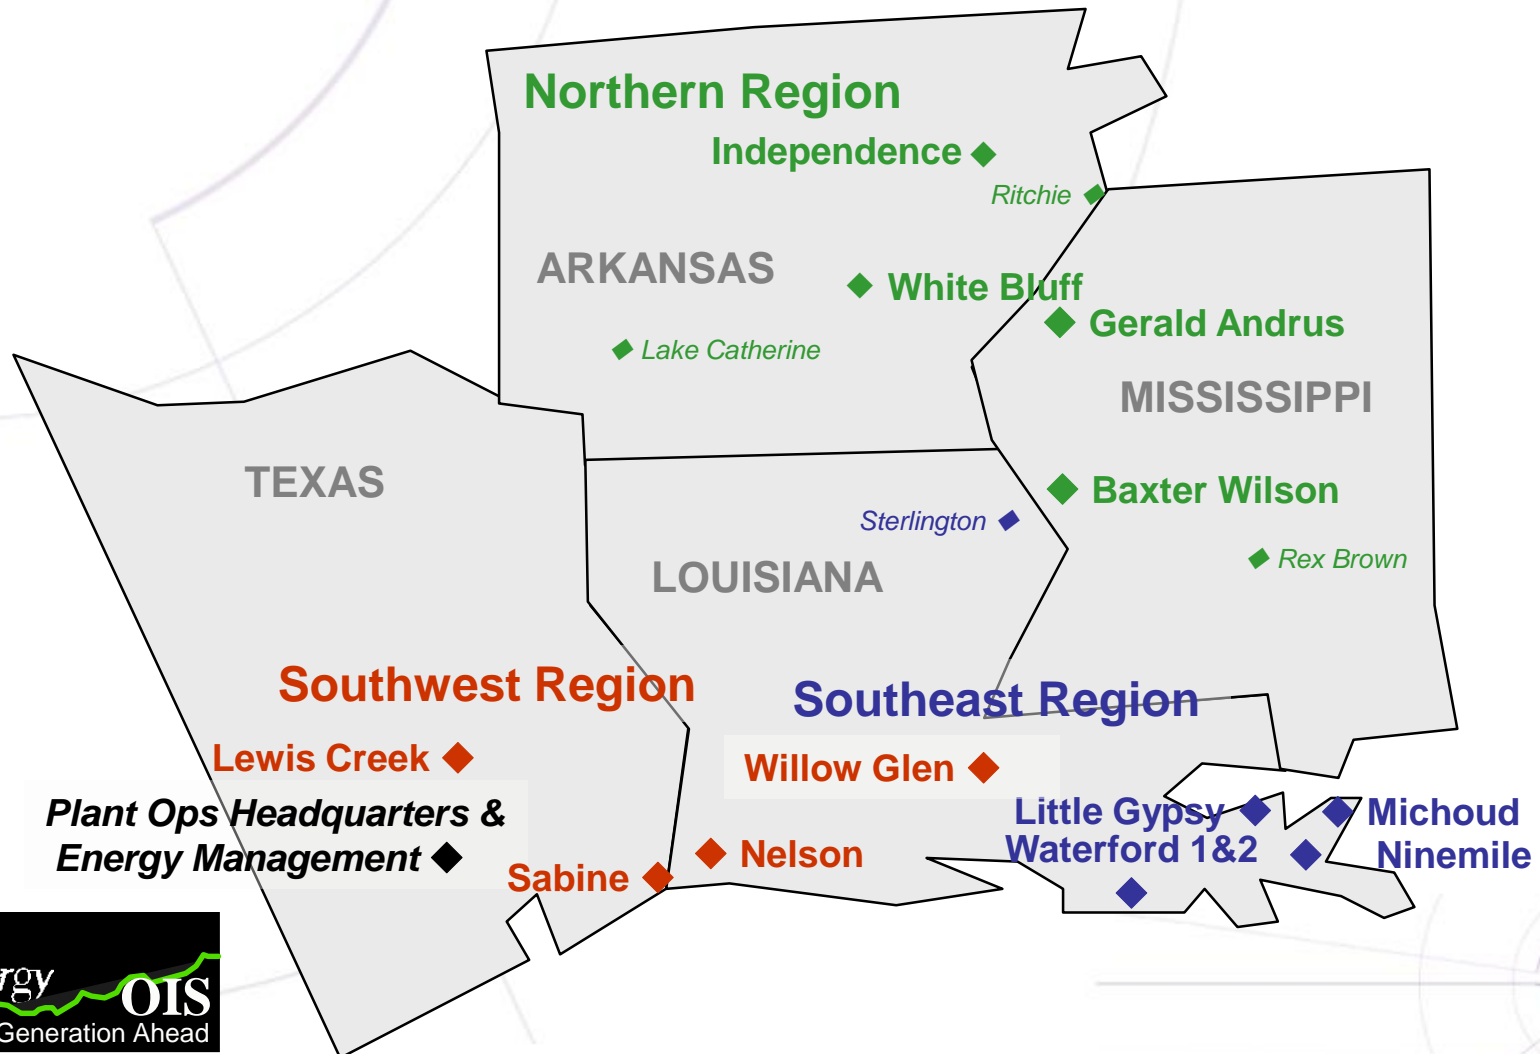 Northern Region
Independence
Ritchie
ARKANSAS
White Bluff
Gerald Andrus
Lake Catherine
MISSISSIPPI
TEXAS
Baxter Wilson
Sterlington
Rex Brown
LOUISIANA
Southwest Region
Southeast Region
Lewis Creek
Willow Glen
Plant Ops Headquarters &
Energy Management
Little Gypsy
Michoud
Waterford 1&2
Ninemile
Nelson
Sabine
OIS
Generation Ahead